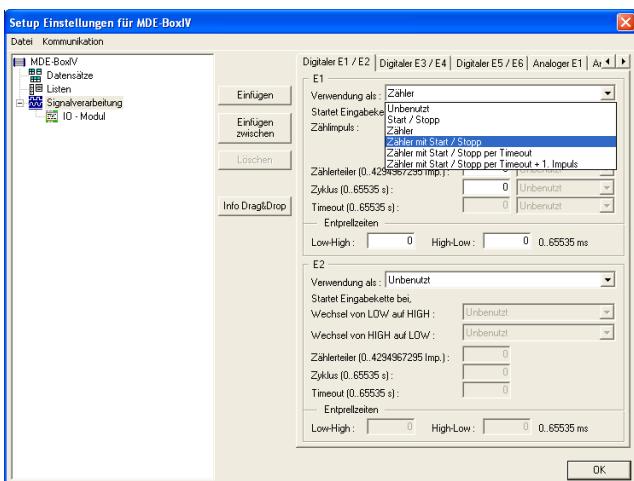 Setup Einstellungen für MDE-BoxIV
Datei Kommunikation
MDE-BoxIV
Datensätze
Listen
Signalverarbeitung
IO - Modul
Einfügen
Einfügen zwischen
Löschen
Info Drag&Drop
Digitaler E1 / E2 Digitaler E3 / E4 Digitaler E5 / E6 Analoger E1
E1
Verwendung als : Zähler
Unbenutzt
Start / Stopp
Zähler
Zähler mit Start / Stopp
Zähler mit Start / Stopp per Timeout
Zähler mit Start / Stopp per Timeout + 1. Impuls
Startet Eingabeke
Zählimpuls :
Zählerteiler (0..4294967295 Imp.) :
Zyklus (0..65535 s) : 0 Unbenutzt
Timeout (0..65535 s) : 0 Unbenutzt
Entprellzeiten
Low-High : 0 High-Low : 0 0..65535 ms
E2
Verwendung als : Unbenutzt
Startet Eingabekette bei,
Wechsel von LOW auf HIGH : Unbenutzt
Wechsel von HIGH auf LOW : Unbenutzt
Zählerteiler (0..4294967295 Imp.) : 0
Zyklus (0..65535 s) : 0
Timeout (0..65535 s) : 0
Entprellzeiten
Low-High : 0 High-Low : 0 0..65535 ms
OK